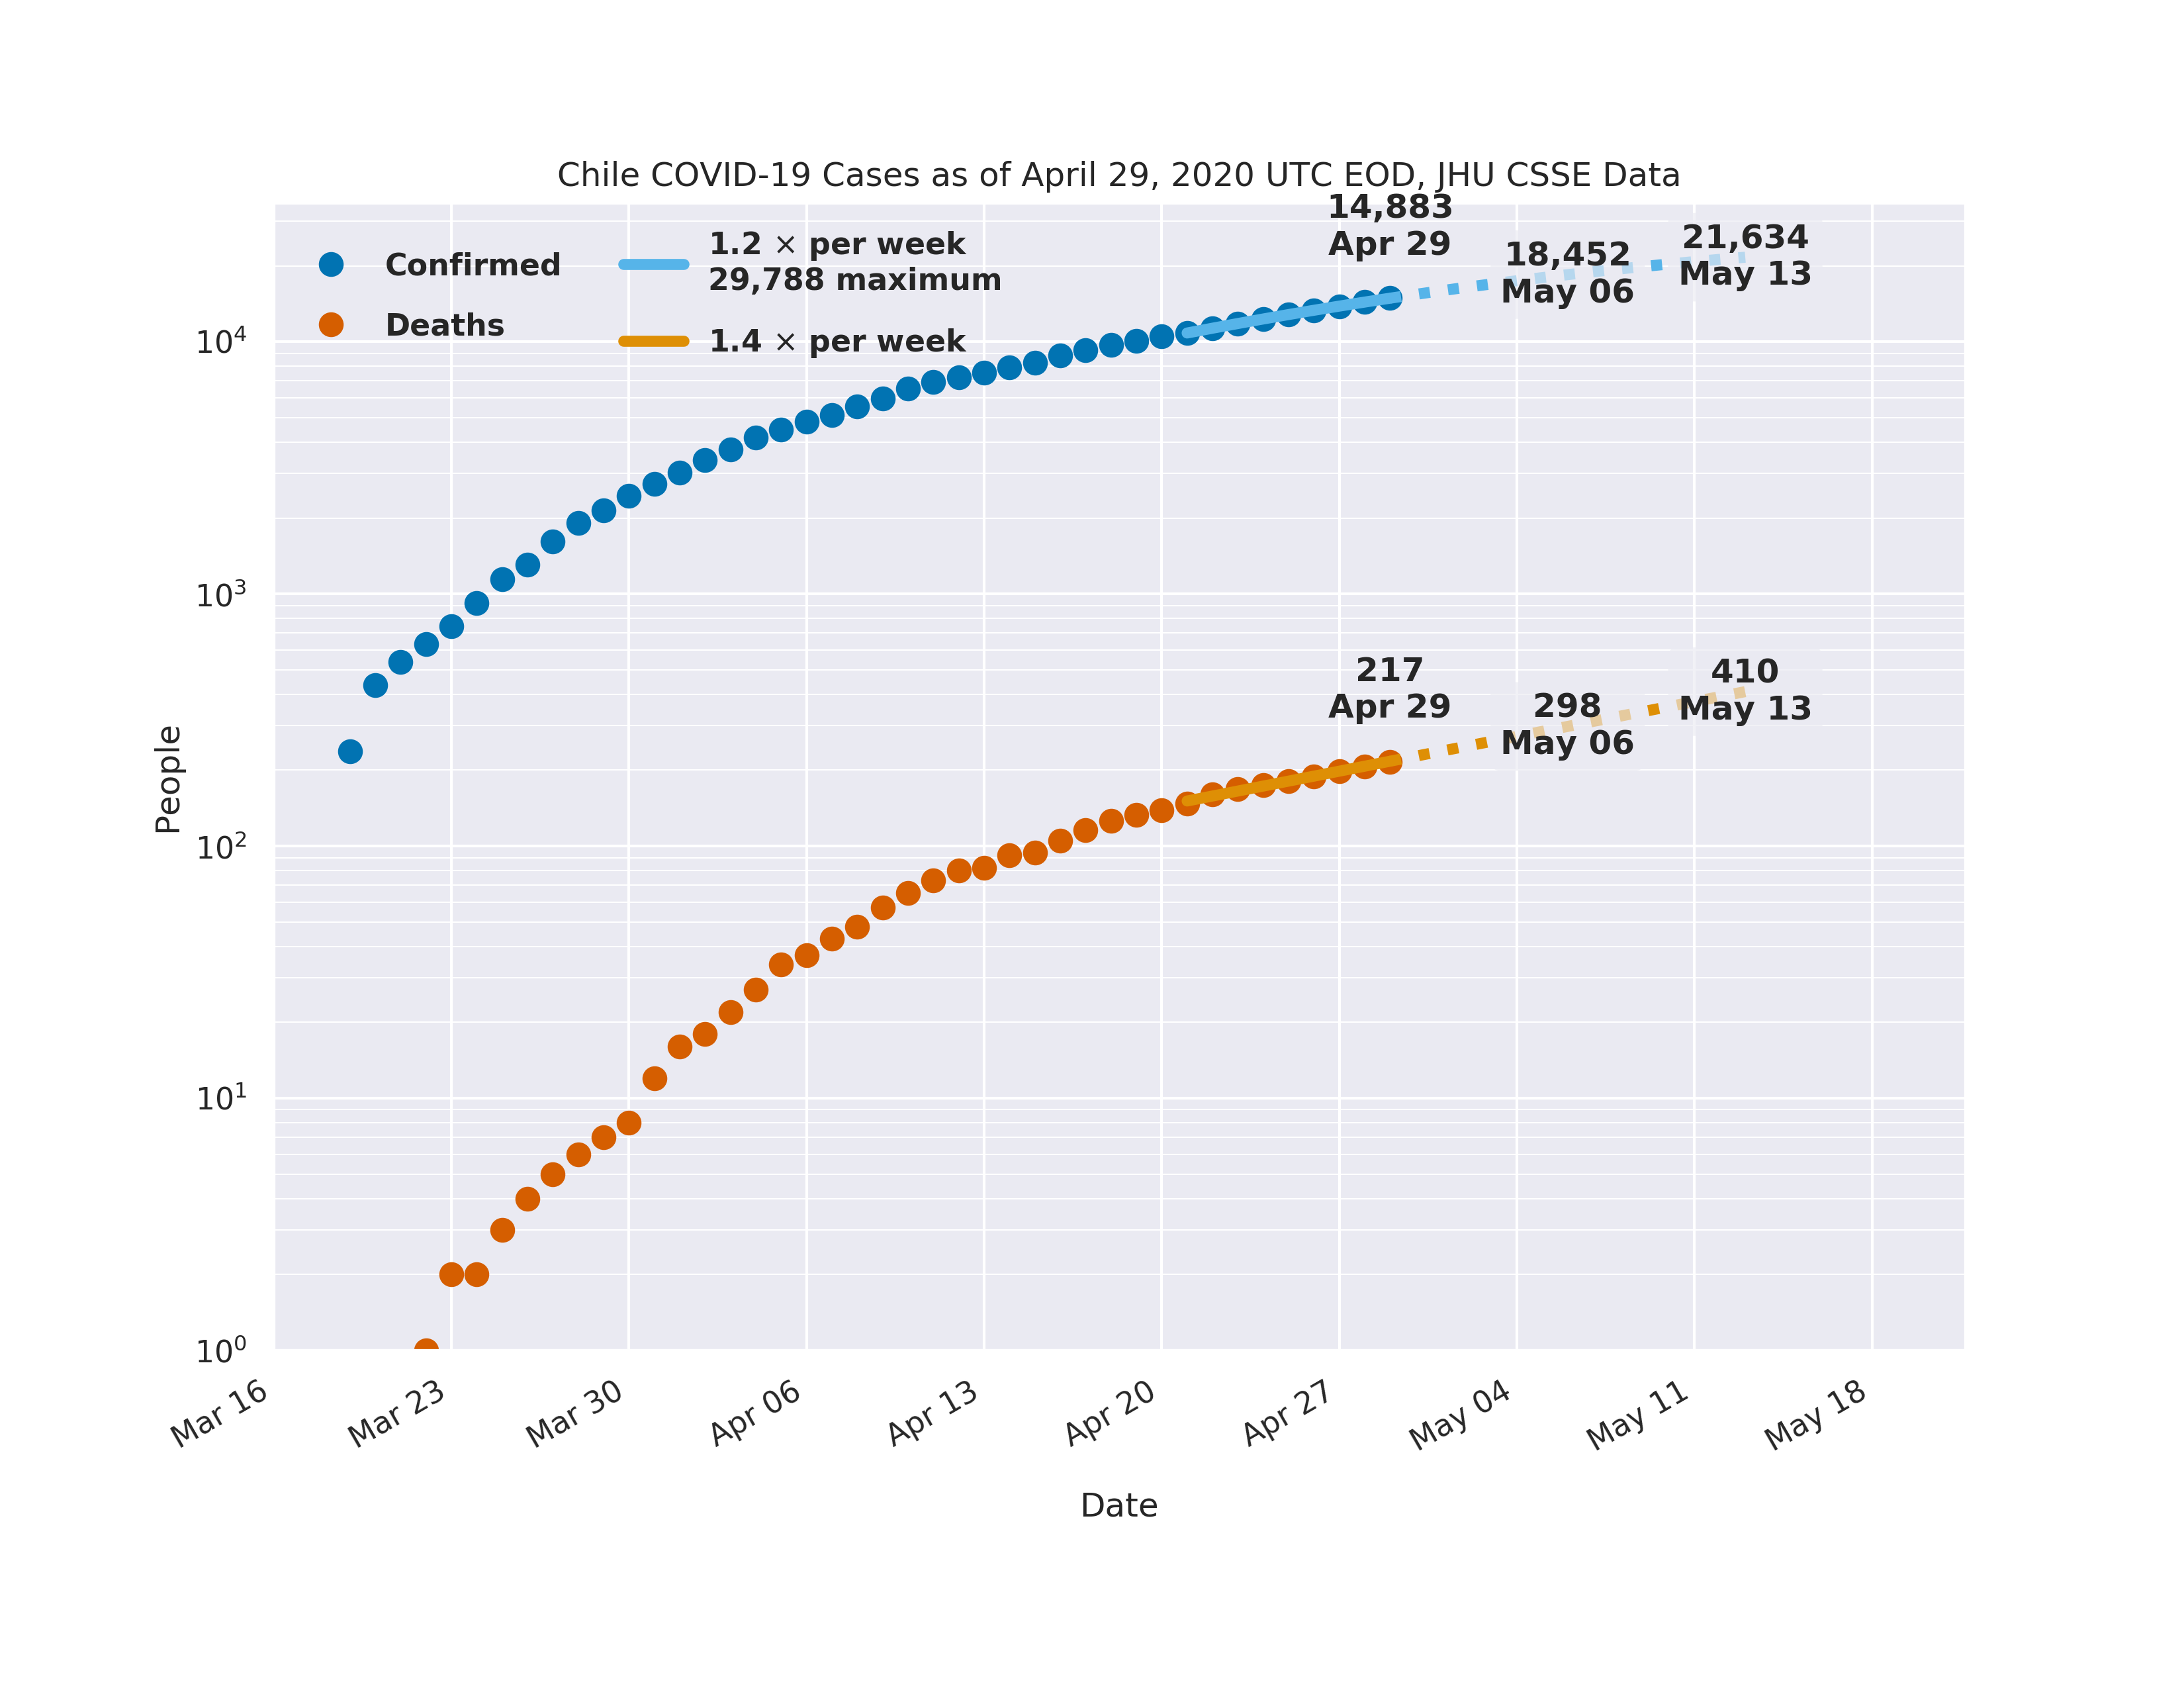 Chile COVID-19 Cases as of April 29, 2020 UTC EOD, JHU CSSE Data
Confirmed
Deaths
1.2 × per week
29,788 maximum
1.4 × per week
14,883
Apr 29
18,452
May 06
21,634
May 13
217
Apr 29
298
May 06
410
May 13
People
10⁴
10³
10²
10¹
10⁰
Mar 16
Mar 23
Mar 30
Apr 06
Apr 13
Apr 20
Apr 27
May 04
May 11
May 18
Date